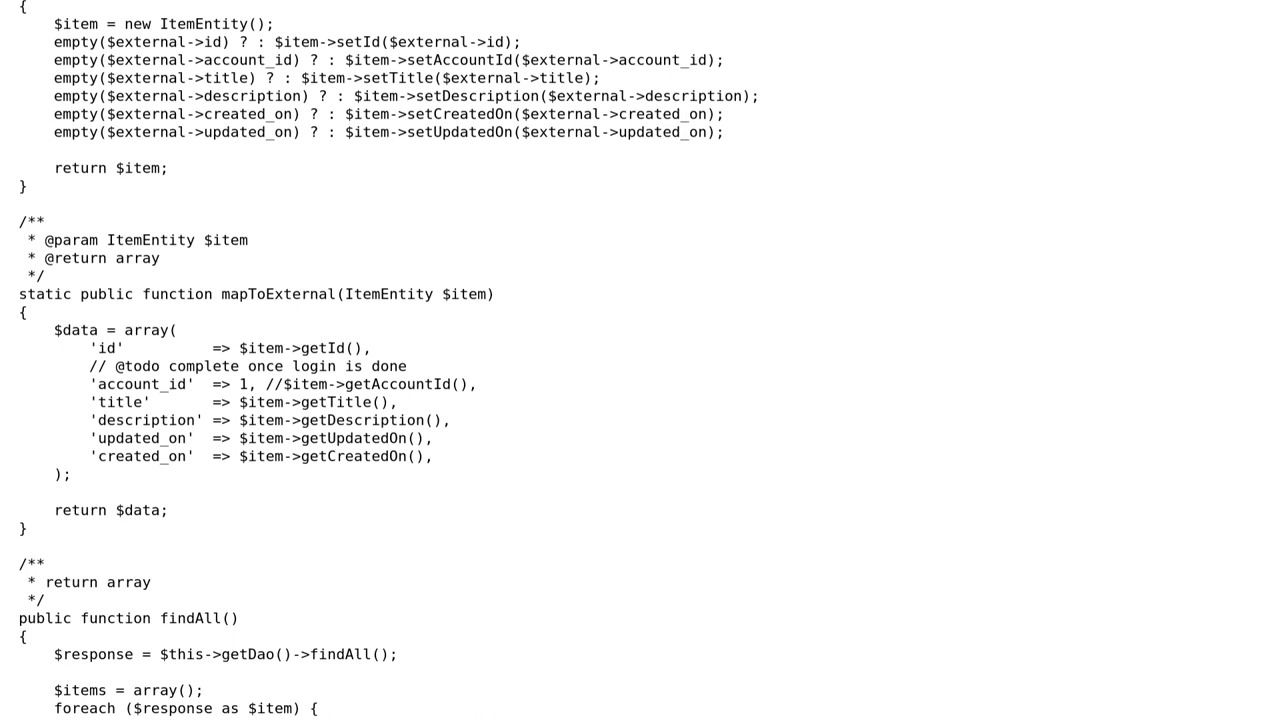 {
    $item = new ItemEntity();
    empty($external->id) ? : $item->setId($external->id);
    empty($external->account_id) ? : $item->setAccountId($external->account_id);
    empty($external->title) ? : $item->setTitle($external->title);
    empty($external->description) ? : $item->setDescription($external->description);
    empty($external->created_on) ? : $item->setCreatedOn($external->created_on);
    empty($external->updated_on) ? : $item->setUpdatedOn($external->updated_on);

    return $item;
}

/**
 * @param ItemEntity $item
 * @return array
 */
static public function mapToExternal(ItemEntity $item)
{
    $data = array(
        'id'          => $item->getId(),
        // @todo complete once login is done
        'account_id'  => 1, //$item->getAccountId(),
        'title'       => $item->getTitle(),
        'description' => $item->getDescription(),
        'updated_on'  => $item->getUpdatedOn(),
        'created_on'  => $item->getCreatedOn(),
    );

    return $data;
}

/**
 * return array
 */
public function findAll()
{
    $response = $this->getDao()->findAll();

    $items = array();
    foreach ($response as $item) {